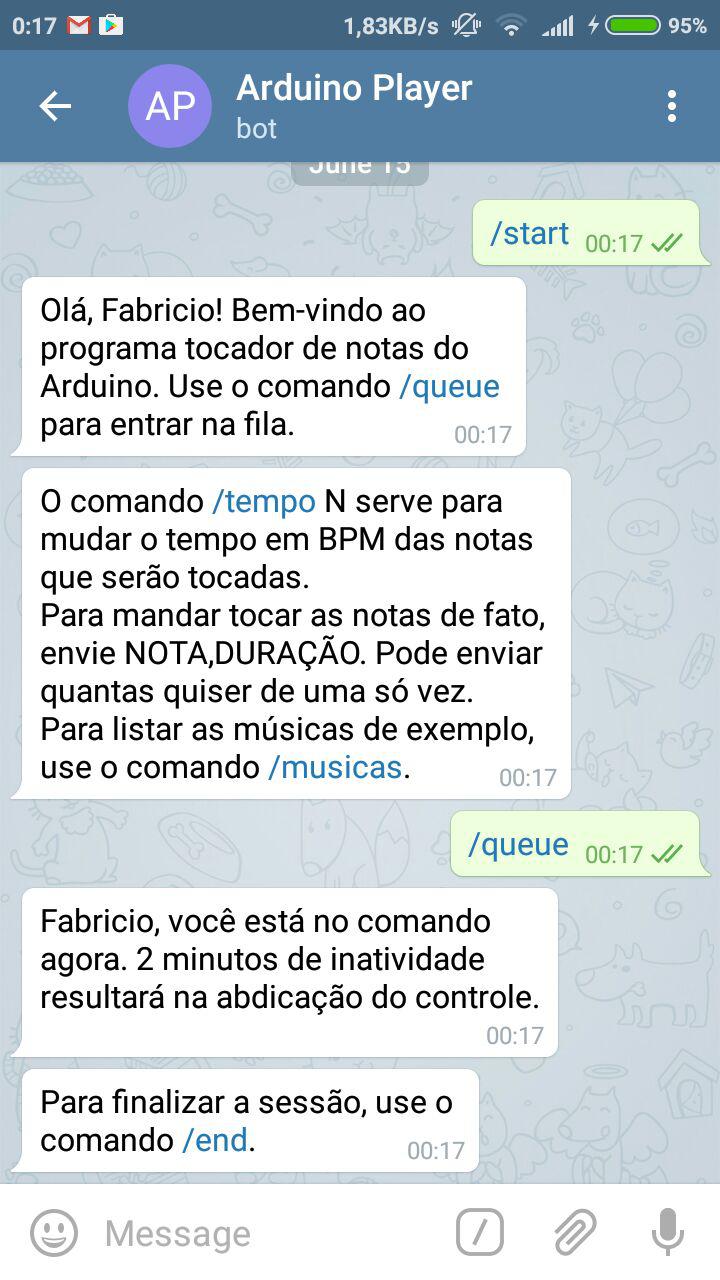 0:17 1,83KB/s 95%
AP Arduino Player
bot
June 15
/start 00:17
Olá, Fabricio! Bem-vindo ao
programa tocador de notas do
Arduino. Use o comando /queue
para entrar na fila. 00:17
O comando /tempo N serve para
mudar o tempo em BPM das notas
que serão tocadas.
Para mandar tocar as notas de fato,
envie NOTA,DURAÇÃO. Pode enviar
quantas quiser de uma só vez.
Para listar as músicas de exemplo,
use o comando /musicas. 00:17
/queue 00:17
Fabricio, você está no comando
agora. 2 minutos de inatividade
resultará na abdicação do controle.
00:17
Para finalizar a sessão, use o
comando /end. 00:17
Message